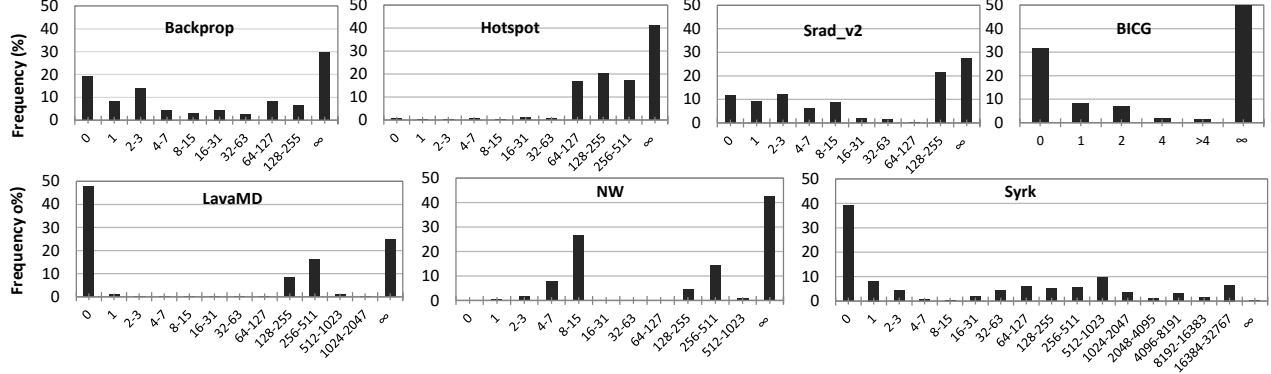 Frequency (%)
50 40 30 20 10 0
Backprop
0 1 2-3 4-7 8-15 16-31 32-63 64-127 128-255 ∞
50 40 30 20 10 0
Hotspot
0 1 2-3 4-7 8-15 16-31 32-63 64-127 128-255 256-511 ∞
50 40 30 20 10 0
Srad_v2
0 1 2-3 4-7 8-15 16-31 32-63 64-127 128-255 ∞
50 40 30 20 10 0
BICG
0 1 2 4 >4 ∞
Frequency o%)
50 40 30 20 10 0
LavaMD
0 1 2-3 4-7 8-15 16-31 32-63 64-127 128-255 256-511 512-1023 1024-2047 ∞
50 40 30 20 10 0
NW
0 1 2-3 4-7 8-15 16-31 32-63 64-127 128-255 256-511 512-1023 ∞
50 40 30 20 10 0
Syrk
0 1 2-3 4-7 8-15 16-31 32-63 64-127 128-255 256-511 512-1023 1024-2047 2048-4095 4096-8191 8192-16383 16384-32767 ∞